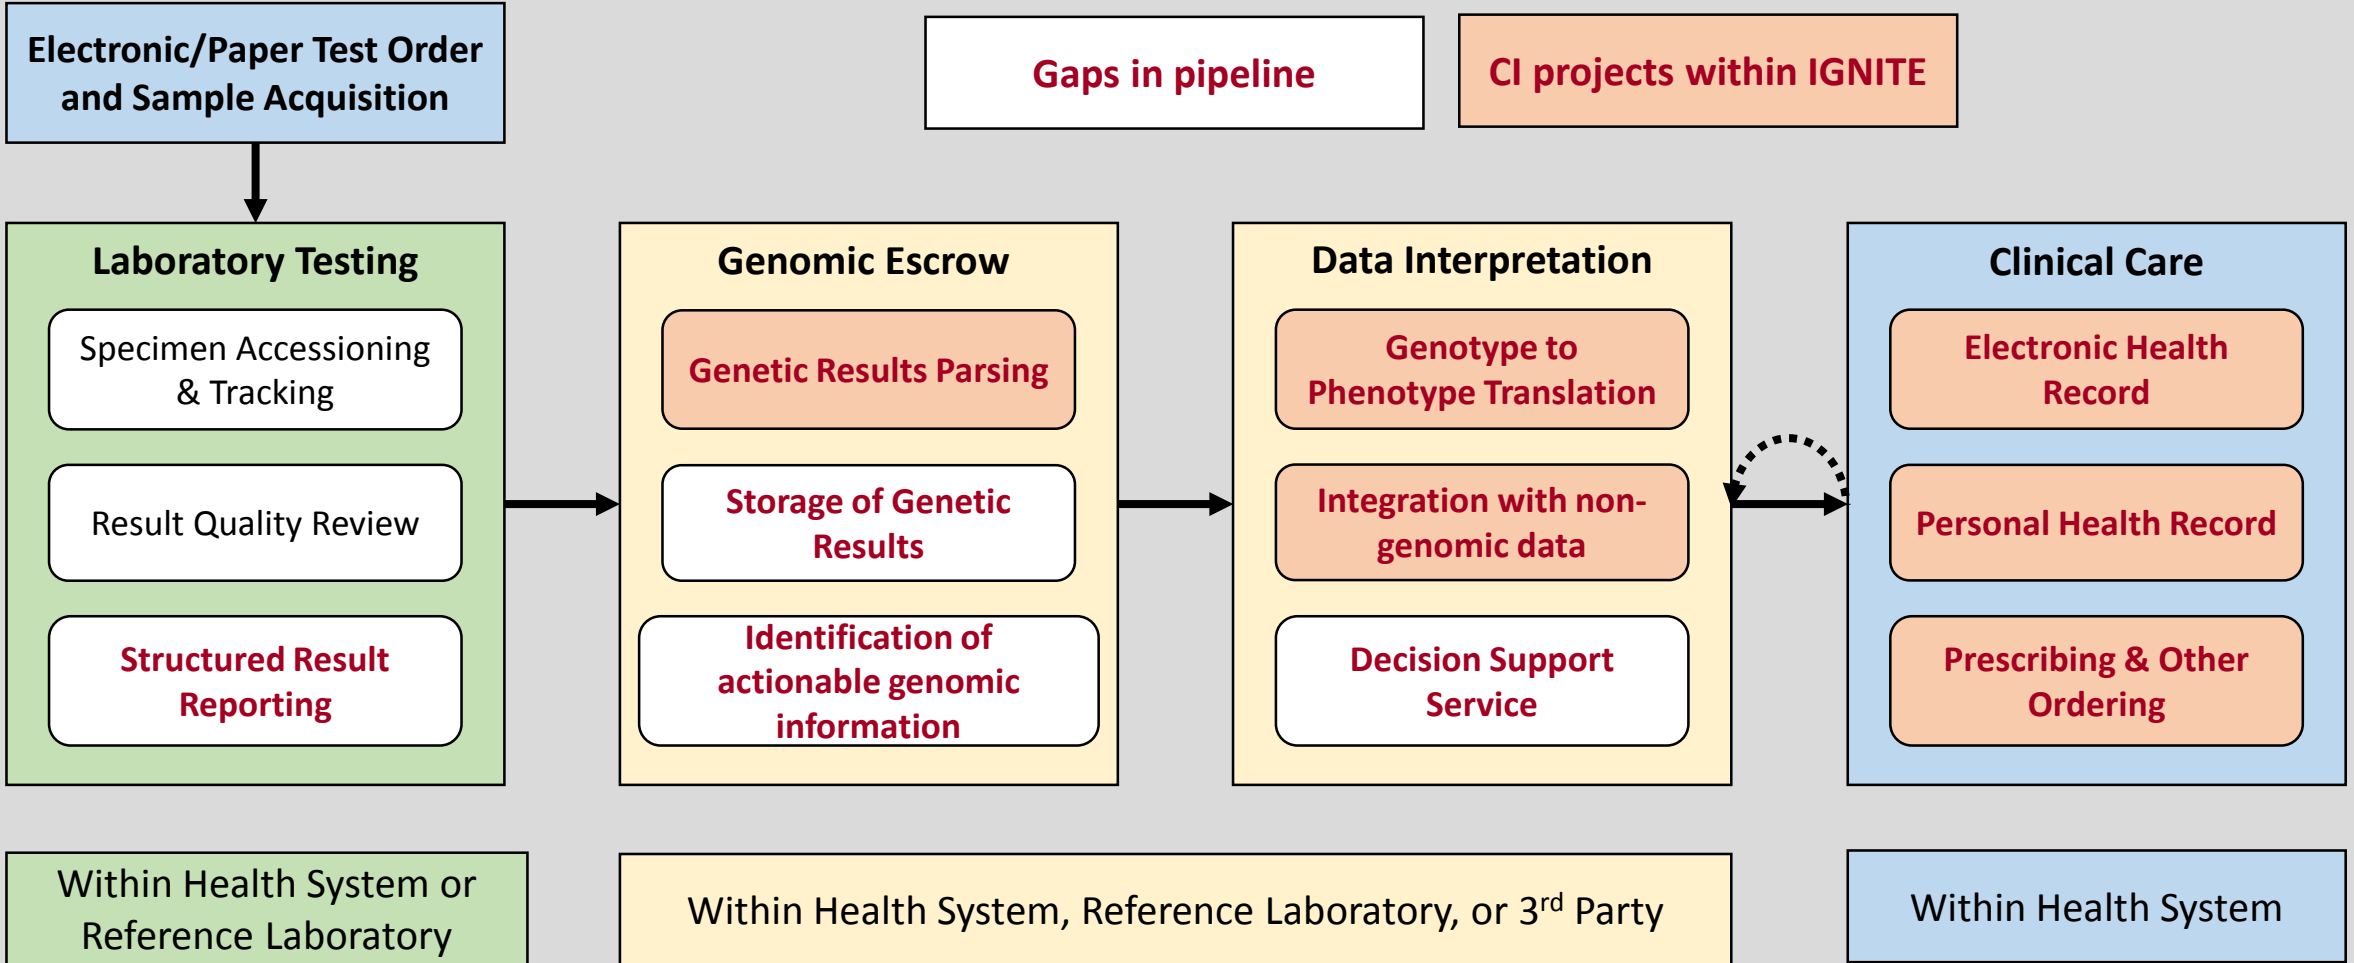 Electronic/Paper Test Order
and Sample Acquisition
Gaps in pipeline
CI projects within IGNITE
Laboratory Testing
Specimen Accessioning
& Tracking
Result Quality Review
Structured Result
Reporting
Genomic Escrow
Genetic Results Parsing
Storage of Genetic
Results
Identification of
actionable genomic
information
Data Interpretation
Genotype to
Phenotype Translation
Integration with non-
genomic data
Decision Support
Service
Clinical Care
Electronic Health
Record
Personal Health Record
Prescribing & Other
Ordering
Within Health System or
Reference Laboratory
Within Health System, Reference Laboratory, or 3rd Party
Within Health System